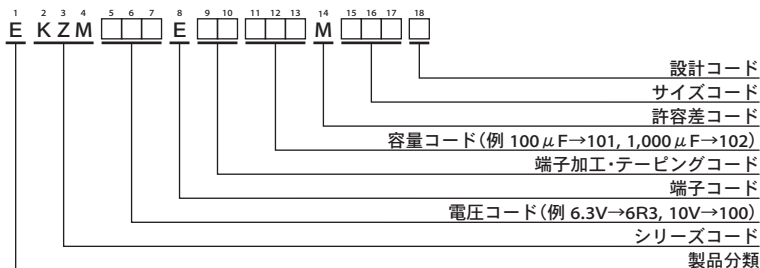 1 2 3 4 5 6 7 8 9 10 11 12 13 14 15 16 17 18
E KZM □□□ E □□ □□□ M □□□ □
設計コード
サイズコード
許容差コード
容量コード（例 100μF→101, 1,000μF→102）
端子加工・テーピングコード
端子コード
電圧コード（例 6.3V→6R3, 10V→100）
シリーズコード
製品分類